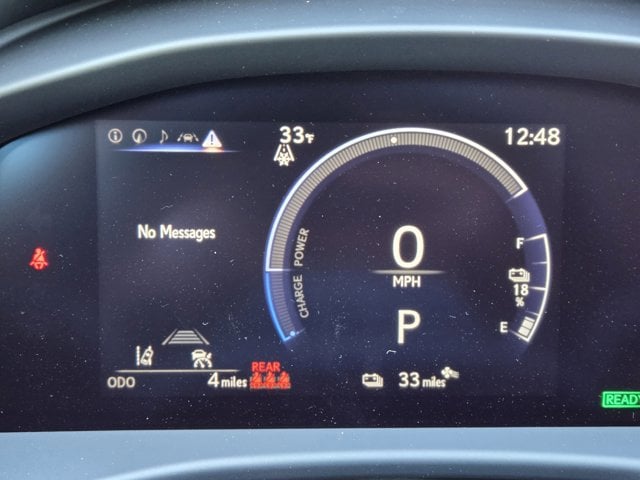 33°F
12:48
No Messages
CHARGE POWER
0
MPH
F
18
%
E
P
REAR
ODO 4 miles
33 miles
READY